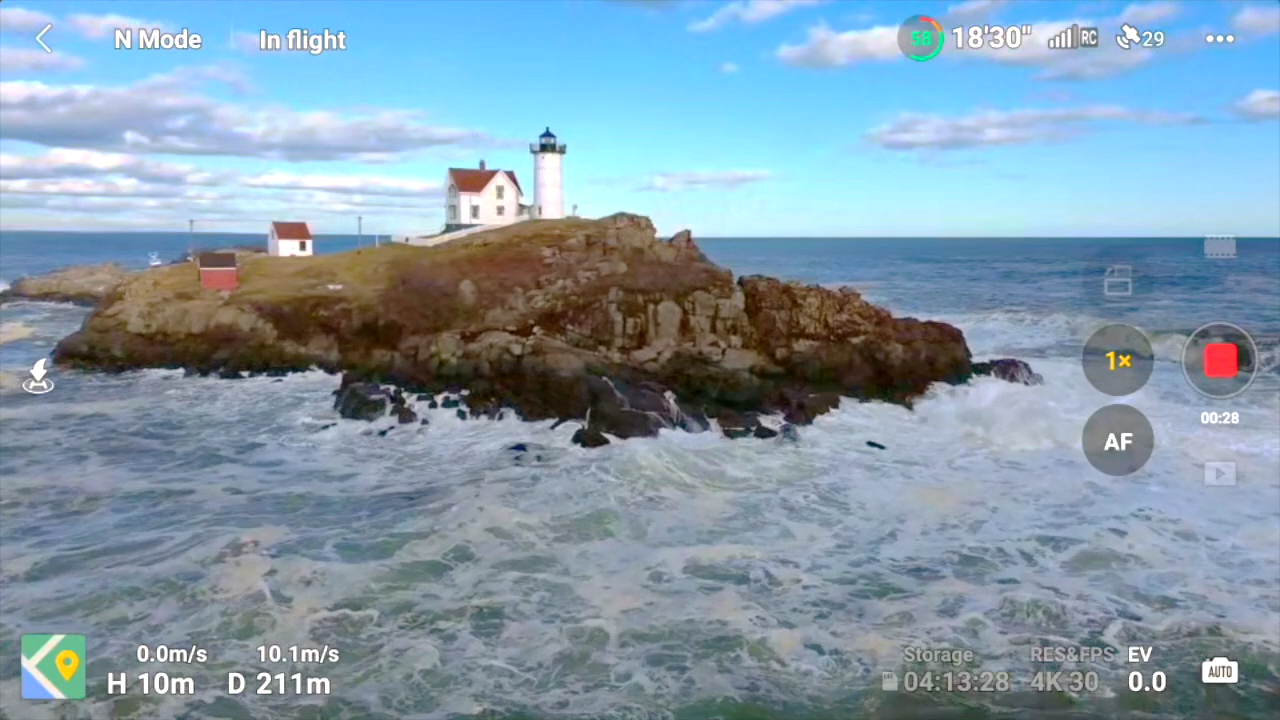 N Mode In flight 58 18'30" RC 29
1×
AF
00:28
0.0m/s 10.1m/s
H 10m D 211m
Storage RES&FPS EV
04:13:28 4K 30 0.0
AUTO